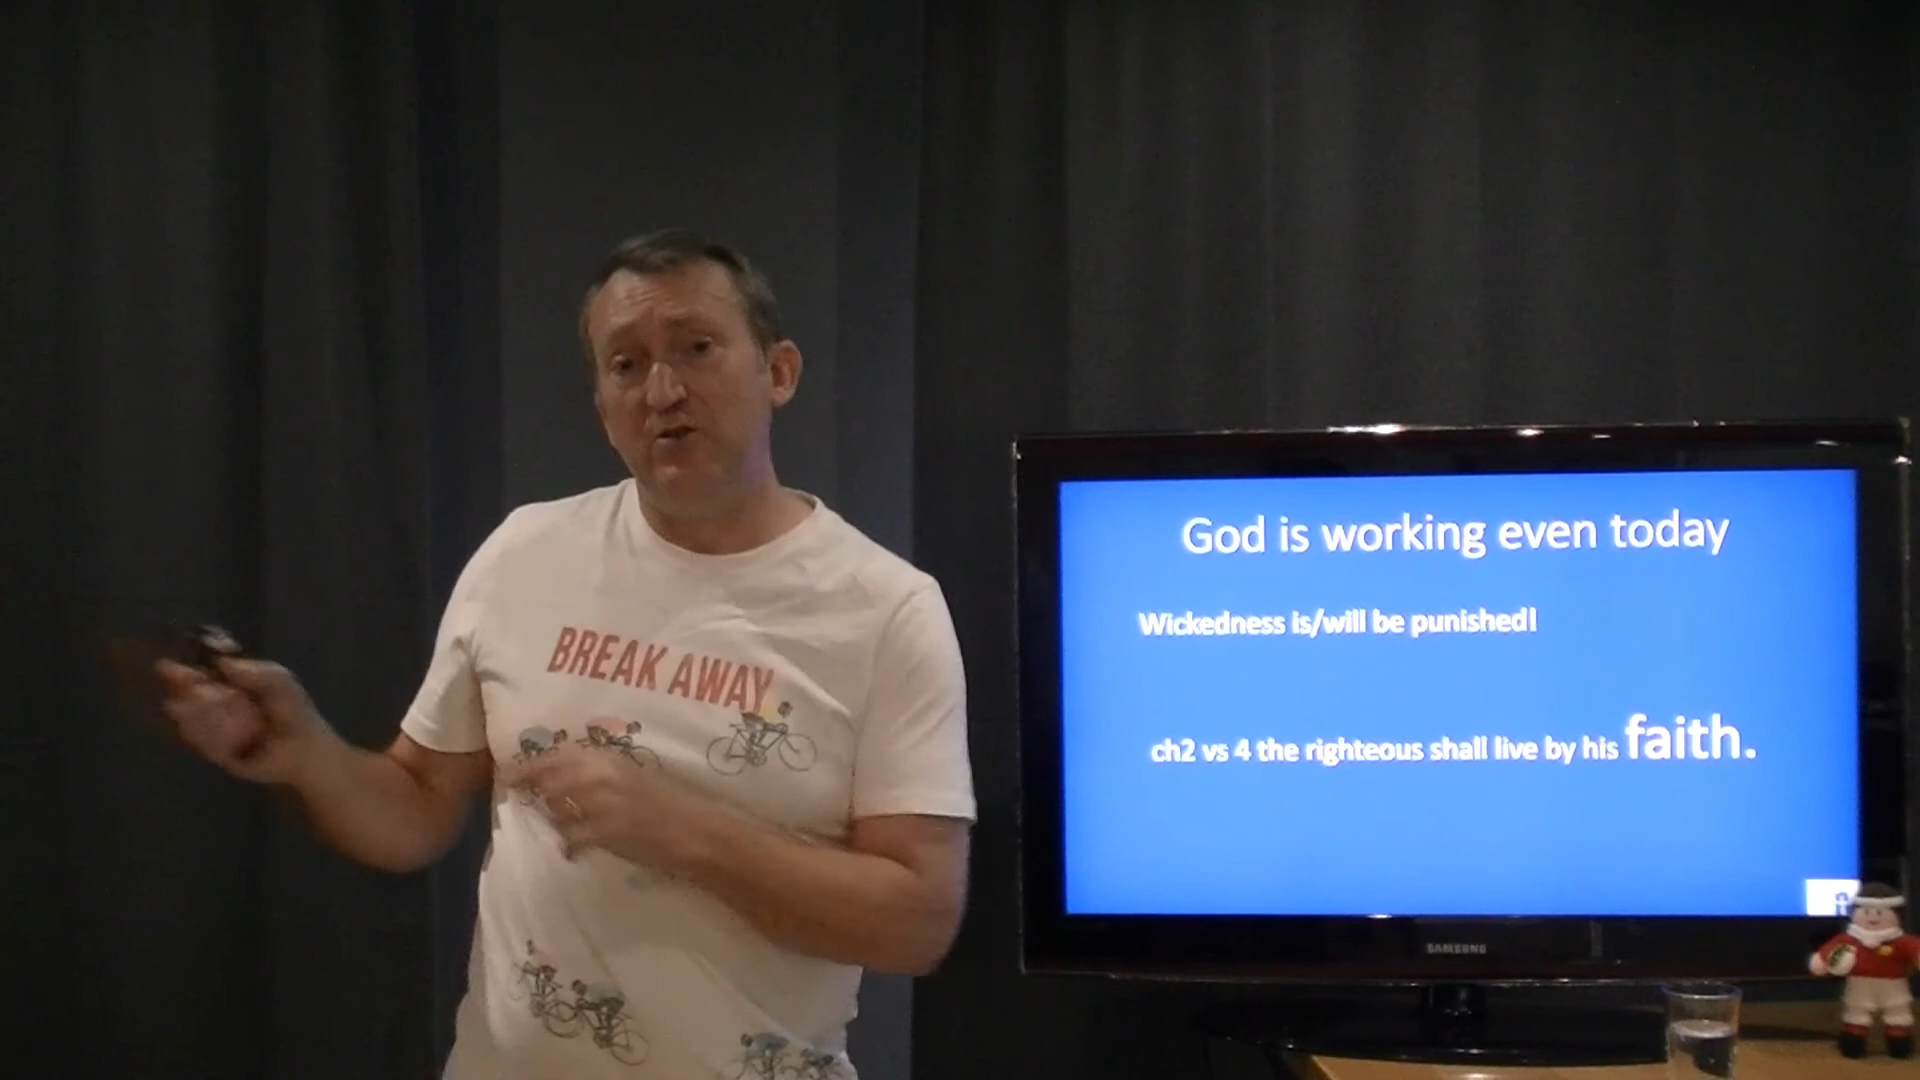 BREAK AWAY
God is working even today
Wickedness is/will be punished!
ch2 vs 4 the righteous shall live by his faith.
SAMSUNG